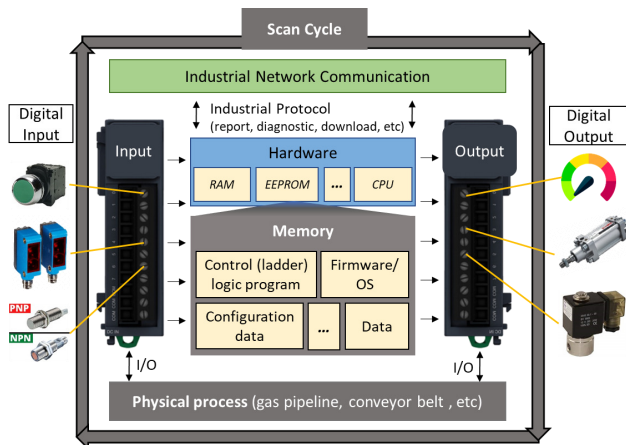 Scan Cycle
Industrial Network Communication
Digital
Input
Industrial Protocol
(report, diagnostic, download, etc)
Digital
Output
Input
Hardware
Output
RAM
EEPROM
...
CPU
Memory
Control (ladder)
logic program
Firmware/
OS
PNP
NPN
Configuration
data
...
Data
I/O
I/O
Physical process (gas pipeline, conveyor belt , etc)